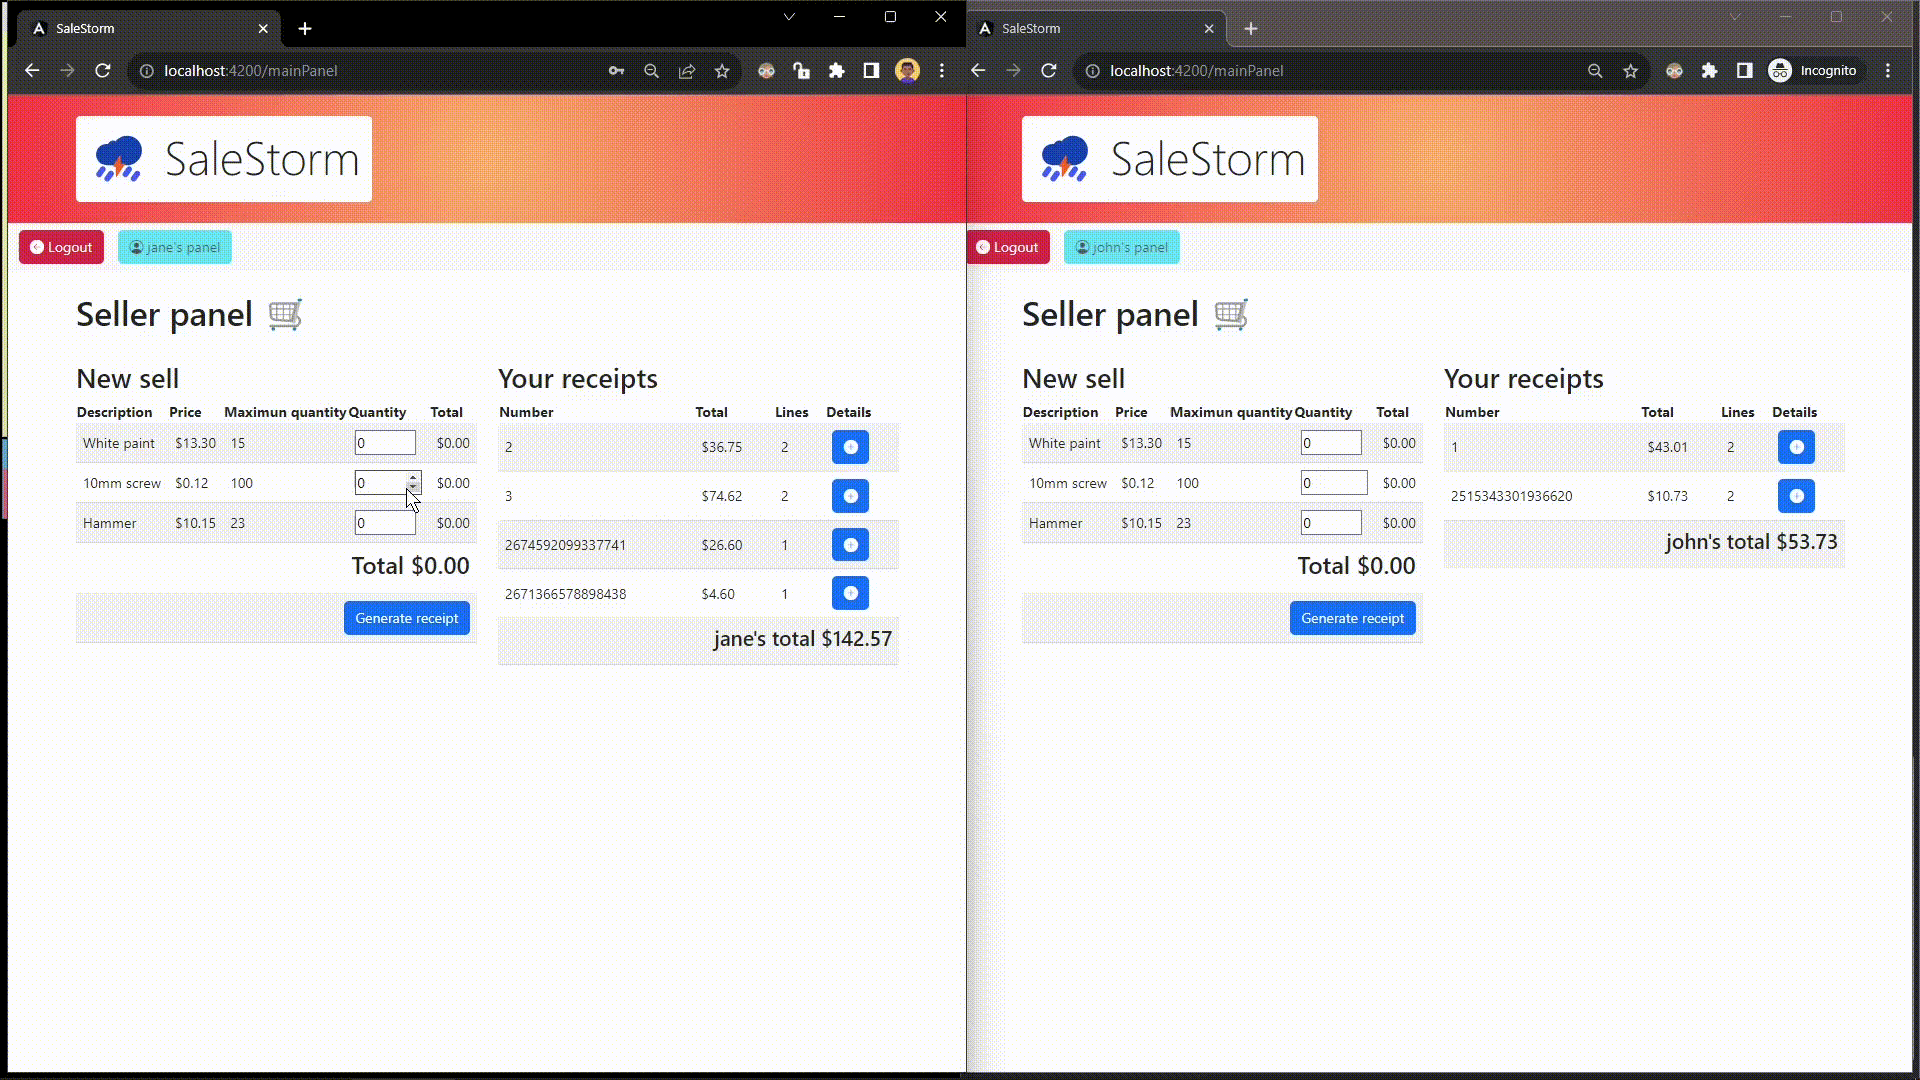 SaleStorm
localhost:4200/mainPanel
SaleStorm
Logout jane's panel
Seller panel
New sell
Description Price Maximun quantity Quantity Total
White paint $13.30 15 0 $0.00
10mm screw $0.12 100 0 $0.00
Hammer $10.15 23 0 $0.00
Total $0.00
Generate receipt
Your receipts
Number Total Lines Details
2 $36.75 2
3 $74.62 2
2674592099337741 $26.60 1
2671366578898438 $4.60 1
jane's total $142.57
SaleStorm
localhost:4200/mainPanel Incognito
SaleStorm
Logout john's panel
Seller panel
New sell
Description Price Maximun quantity Quantity Total
White paint $13.30 15 0 $0.00
10mm screw $0.12 100 0 $0.00
Hammer $10.15 23 0 $0.00
Total $0.00
Generate receipt
Your receipts
Number Total Lines Details
1 $43.01 2
2515343301936620 $10.73 2
john's total $53.73